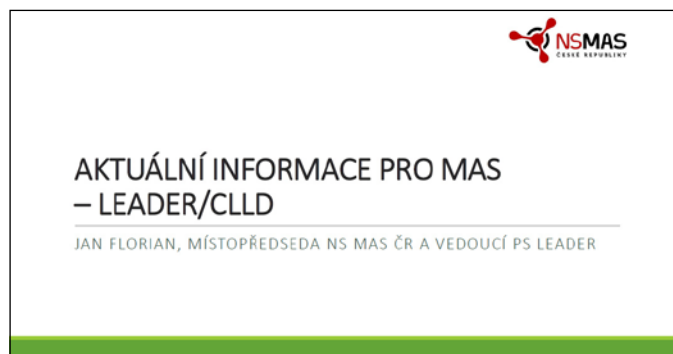 NSMAS
ČESKÉ REPUBLIKY
AKTUÁLNÍ INFORMACE PRO MAS
– LEADER/CLLD
JAN FLORIAN, MÍSTOPŘEDSEDA NS MAS ČR A VEDOUCÍ PS LEADER